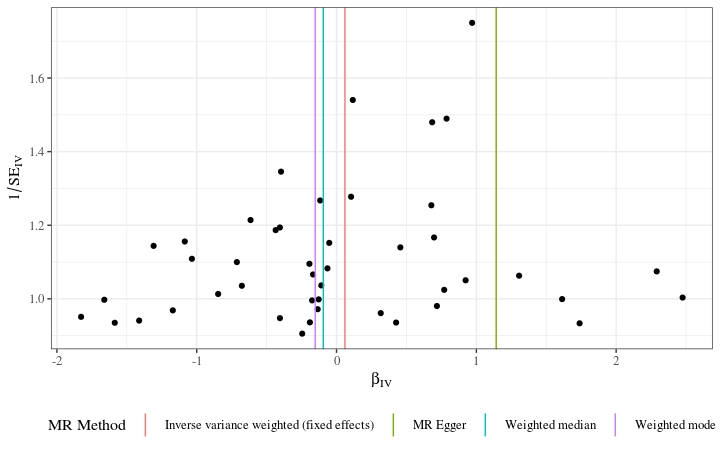 1.6
1.4
1.2
1.0
1/SE_IV
-2
-1
0
1
2
β_IV
MR Method
Inverse variance weighted (fixed effects)
MR Egger
Weighted median
Weighted mode